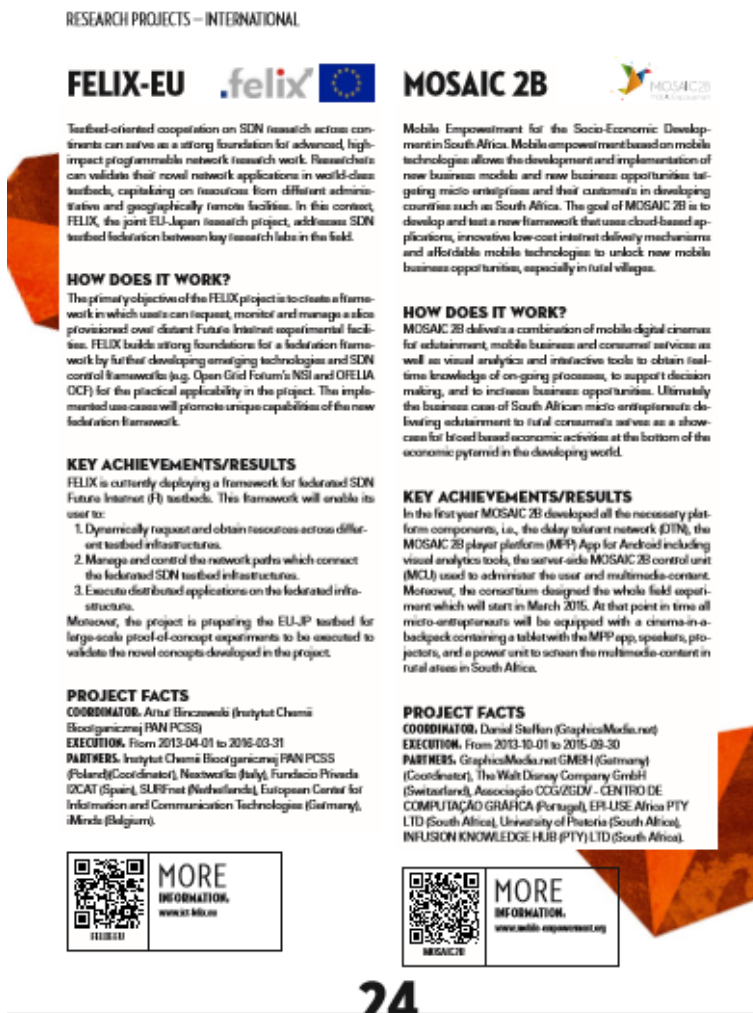 RESEARCH PROJECTS – INTERNATIONAL
FELIX-EU
.felix
Testbed-oriented cooperation on SDN research across con-
tinents can serve as a strong foundation for advanced, high-
impact programmable network research work. Researchers
can validate their novel network applications in world-class
testbeds, capitalizing on resources from different adminis-
trative and geographically remote facilities. In this context,
FELIX, the joint EU-Japan research project, addresses SDN
testbed federation between key research labs in the field.
HOW DOES IT WORK?
The primary objective of the FELIX project is to create a frame-
work in which users can request, monitor and manage a slice
provisioned over distant Future Internet experimental facili-
ties. FELIX builds strong foundations for a federation frame-
work by further developing emerging technologies and SDN
control frameworks (e.g. Open Grid Forum's NSI and OFELIA
OCF) for the practical applicability in the project. The imple-
mented use cases will promote unique capabilities of the new
federation framework.
KEY ACHIEVEMENTS/RESULTS
FELIX is currently deploying a framework for federated SDN
Future Internet (FI) testbeds. This framework will enable its
user to:
1. Dynamically request and obtain resources across differ-
ent testbed infrastructures.
2. Manage and control the network paths which connect
the federated SDN testbed infrastructures.
3. Execute distributed applications on the federated infra-
structure.
Moreover, the project is preparing the EU-JP testbed for
large-scale proof-of-concept experiments to be executed to
validate the novel concepts developed in the project.
PROJECT FACTS
COORDINATOR. Artur Binczewski (Instytut Chemii
Bioorganicznej PAN PCSS)
EXECUTION. From 2013-04-01 to 2016-03-31
PARTNERS. Instytut Chemii Bioorganicznej PAN PCSS
(Poland)(Coordinator), Nextworks (Italy), Fundacio Privada
I2CAT (Spain), SURFnet (Netherlands), European Center for
Information and Communication Technologies (Germany),
iMinds (Belgium).
FELIX-EU
MORE
INFORMATION.
www.ict-felix.eu
MOSAIC 2B
MOSAIC2B
Mobile Empowerment for the Socio-Economic Develop-
ment in South Africa. Mobile empowerment based on mobile
technologies allows the development and implementation of
new business models and new business opportunities tar-
geting micro enterprises and their customers in developing
countries such as South Africa. The goal of MOSAIC 2B is to
develop and test a new framework that uses cloud-based ap-
plications, innovative low-cost internet delivery mechanisms
and affordable mobile technologies to unlock new mobile
business opportunities, especially in rural villages.
HOW DOES IT WORK?
MOSAIC 2B delivers a combination of mobile digital cinemas
for edutainment, mobile business and consumer services as
well as visual analytics and interactive tools to obtain real-
time knowledge of on-going processes, to support decision
making, and to increase business opportunities. Ultimately
the business case of South African micro entrepreneurs de-
livering edutainment to rural consumers serves as a show-
case for broad based economic activities at the bottom of the
economic pyramid in the developing world.
KEY ACHIEVEMENTS/RESULTS
In the first year MOSAIC 2B developed all the necessary plat-
form components, i.e., the delay tolerant network (DTN), the
MOSAIC 2B player platform (MPP) App for Android including
visual analytics tools, the server-side MOSAIC 2B control unit
(MCU) used to administer the user and multimedia-content.
Moreover, the consortium designed the whole field experi-
ment which will start in March 2015. At that point in time all
micro-entrepreneurs will be equipped with a cinema-in-a-
backpack containing a tablet with the MPP app, speakers, pro-
jectors, and a power unit to screen the multimedia-content in
rural areas in South Africa.
PROJECT FACTS
COORDINATOR. Daniel Steffen (GraphicsMedia.net)
EXECUTION. From 2013-10-01 to 2015-09-30
PARTNERS. GraphicsMedia.net GMBH (Germany)
(Coordinator), The Walt Disney Company GmbH
(Switzerland), Associação CCG/ZGDV - CENTRO DE
COMPUTAÇÃO GRÁFICA (Portugal), EPI-USE Africa PTY
LTD (South Africa), University of Pretoria (South Africa),
INFUSION KNOWLEDGE HUB (PTY) LTD (South Africa).
MOSAIC2B
MORE
INFORMATION.
www.mobile-empowerment.org
24